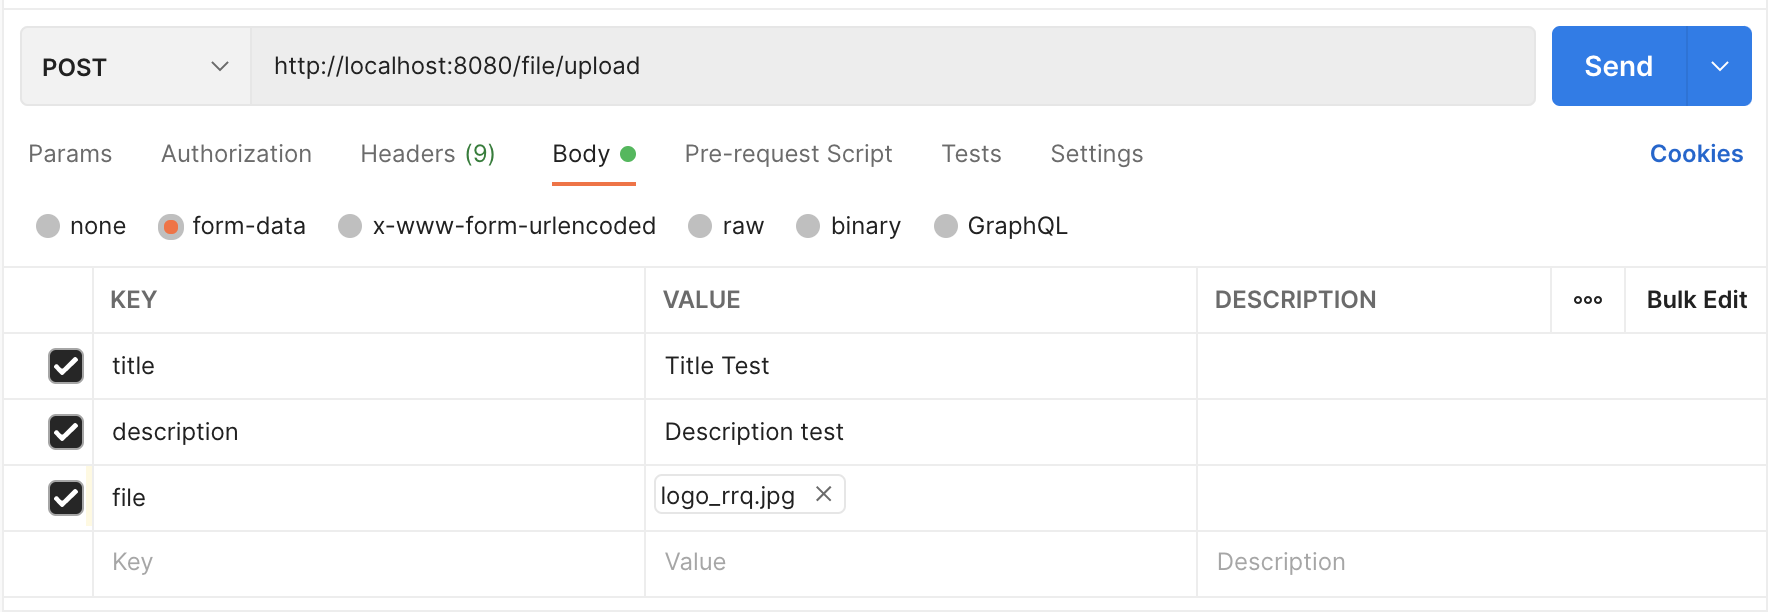 POST http://localhost:8080/file/upload Send
Params Authorization Headers (9) Body Pre-request Script Tests Settings Cookies
none form-data x-www-form-urlencoded raw binary GraphQL
KEY VALUE DESCRIPTION Bulk Edit
title Title Test
description Description test
file logo_rrq.jpg
Key Value Description